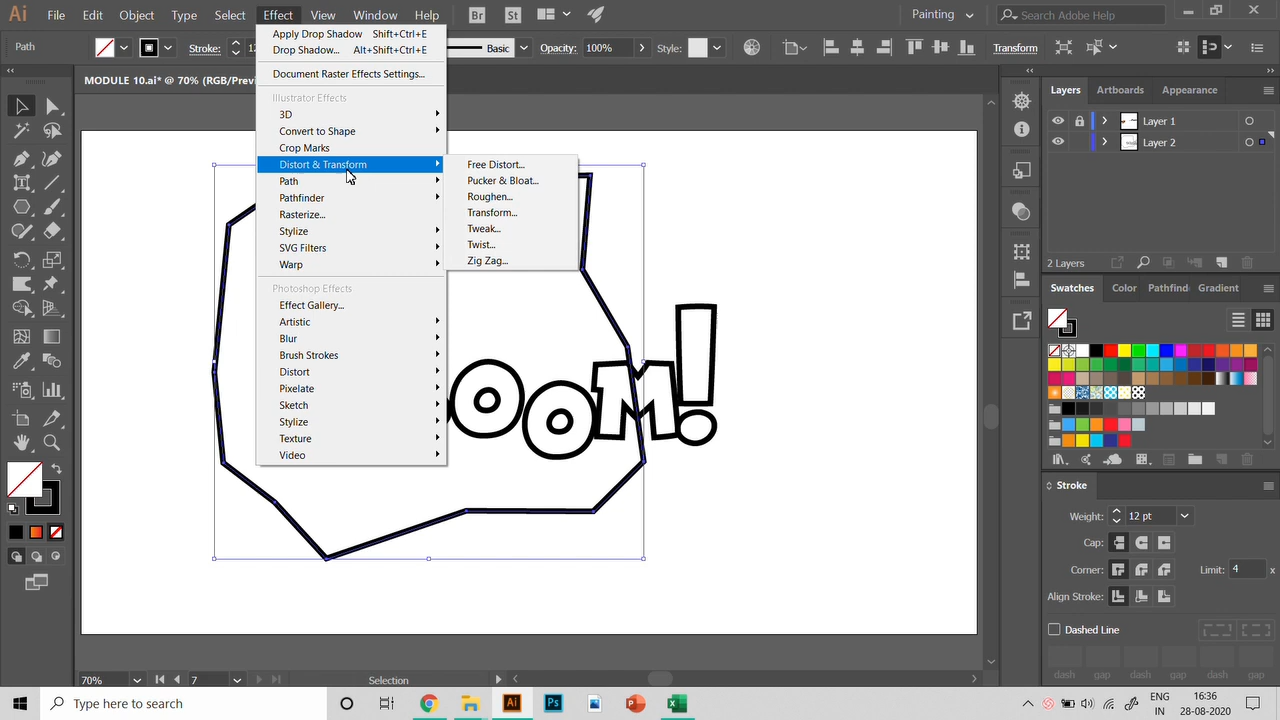 Ai File Edit Object Type Select Effect View Window Help Br St Painting Search Adobe Help
Path Stroke: 12 Basic Opacity: 100% Style: Transform
MODULE 10.ai* @ 70% (RGB/Previ
Apply Drop Shadow Shift+Ctrl+E
Drop Shadow... Alt+Shift+Ctrl+E
Document Raster Effects Settings...
Illustrator Effects
3D
Convert to Shape
Crop Marks
Distort & Transform
Path
Pathfinder
Rasterize...
Stylize
SVG Filters
Warp
Photoshop Effects
Effect Gallery...
Artistic
Blur
Brush Strokes
Distort
Pixelate
Sketch
Stylize
Texture
Video
Free Distort...
Pucker & Bloat...
Roughen...
Transform...
Tweak...
Twist...
Zig Zag...
OOM!
Layers Artboards Appearance
Layer 1
Layer 2
2 Layers
Swatches Color Pathfind Gradient
Stroke
Weight: 12 pt
Cap:
Corner: Limit: 4 x
Align Stroke:
Dashed Line
dash gap dash gap dash gap
70% 7 Selection
Type here to search
Ai Ps
ENG
IN
16:36
28-08-2020